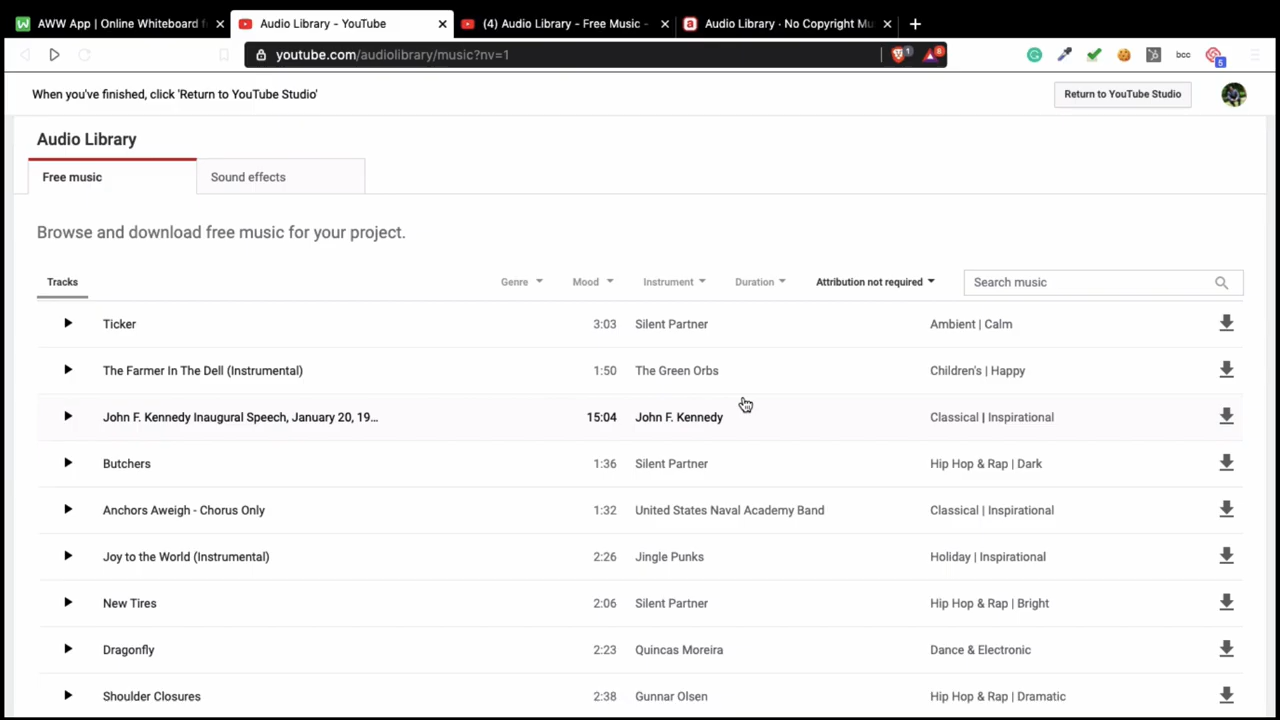 AWW App | Online Whiteboard f
Audio Library - YouTube
(4) Audio Library - Free Music -
Audio Library · No Copyright Mu
youtube.com/audiolibrary/music?nv=1
1
8
bcc
5
When you've finished, click 'Return to YouTube Studio'
Return to YouTube Studio
Audio Library
Free music
Sound effects
Browse and download free music for your project.
Tracks Genre Mood Instrument Duration Attribution not required Search music
Ticker 3:03 Silent Partner Ambient | Calm
The Farmer In The Dell (Instrumental) 1:50 The Green Orbs Children's | Happy
John F. Kennedy Inaugural Speech, January 20, 19... 15:04 John F. Kennedy Classical | Inspirational
Butchers 1:36 Silent Partner Hip Hop & Rap | Dark
Anchors Aweigh - Chorus Only 1:32 United States Naval Academy Band Classical | Inspirational
Joy to the World (Instrumental) 2:26 Jingle Punks Holiday | Inspirational
New Tires 2:06 Silent Partner Hip Hop & Rap | Bright
Dragonfly 2:23 Quincas Moreira Dance & Electronic
Shoulder Closures 2:38 Gunnar Olsen Hip Hop & Rap | Dramatic